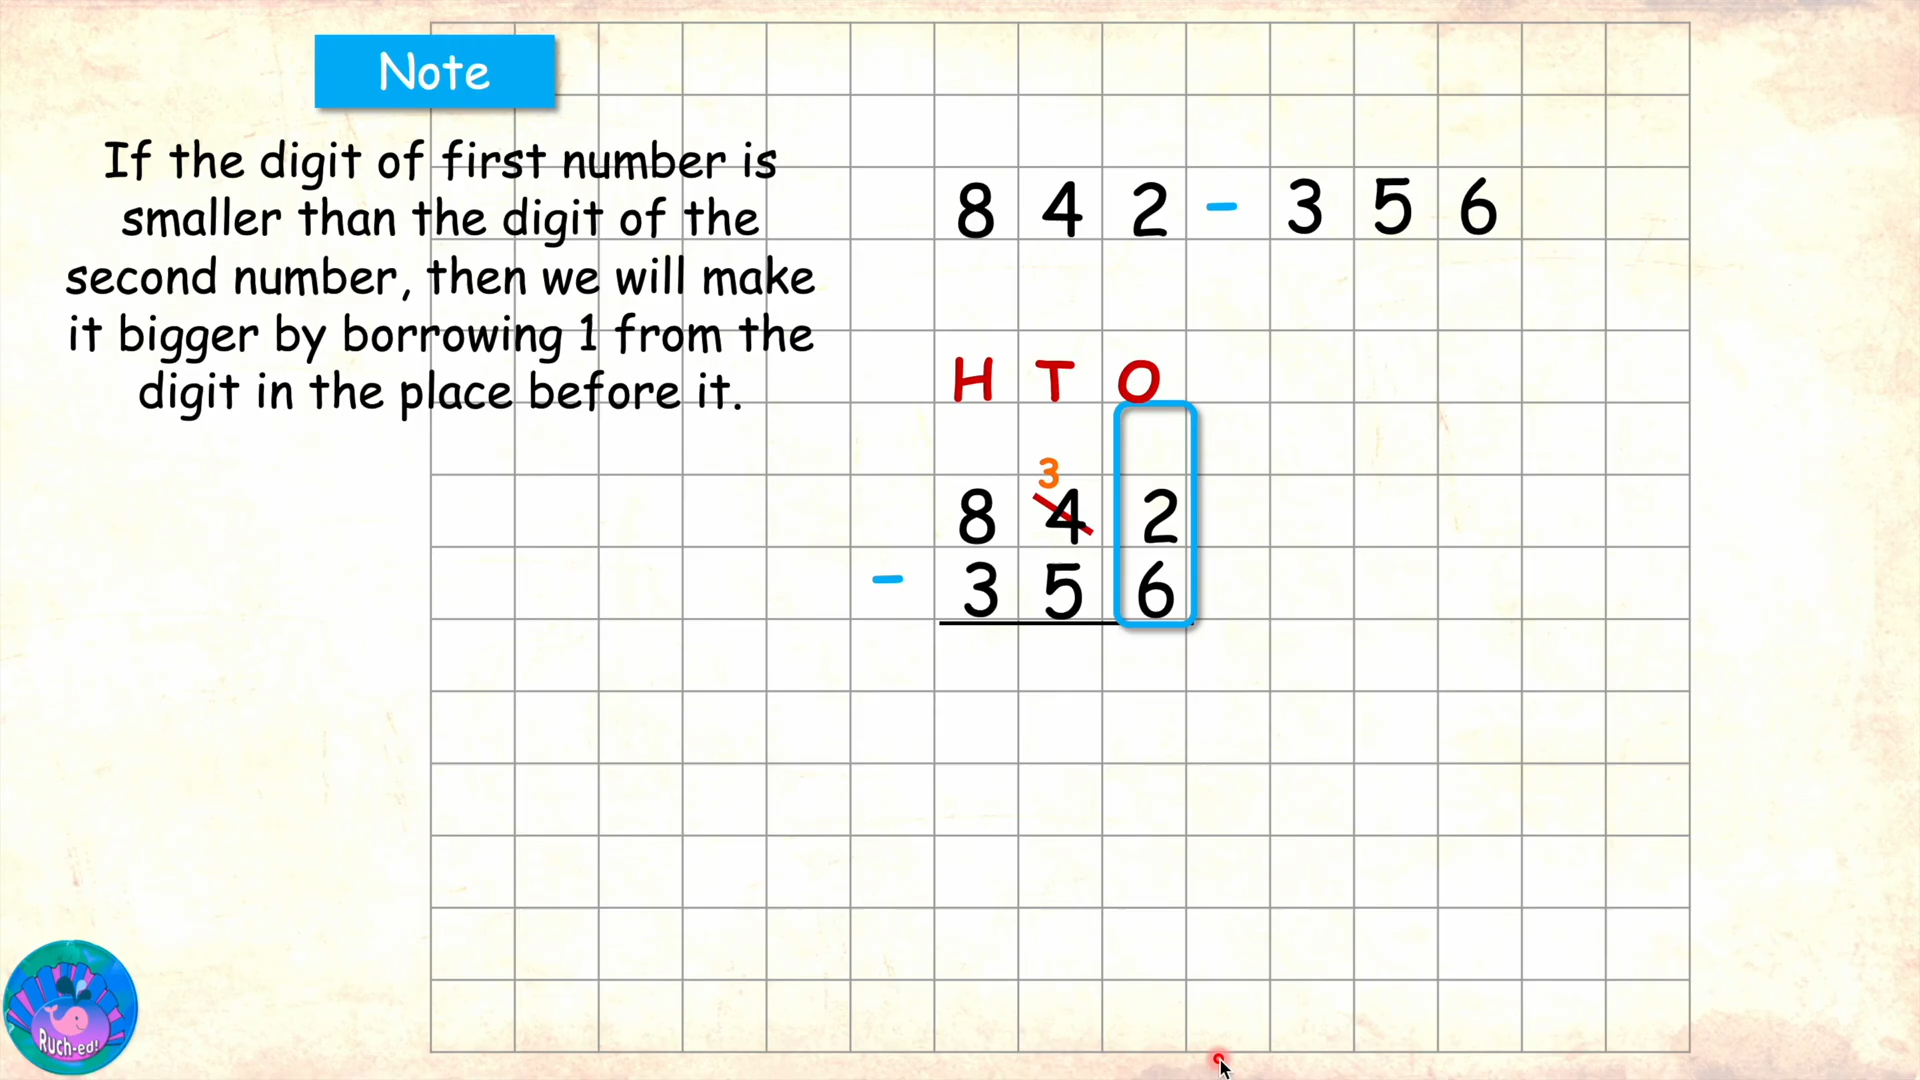 Note
If the digit of first number is
smaller than the digit of the
second number, then we will make
it bigger by borrowing 1 from the
digit in the place before it.
8 4 2 - 3 5 6
H T O
3
8 4 2
- 3 5 6
Ruch-ed!